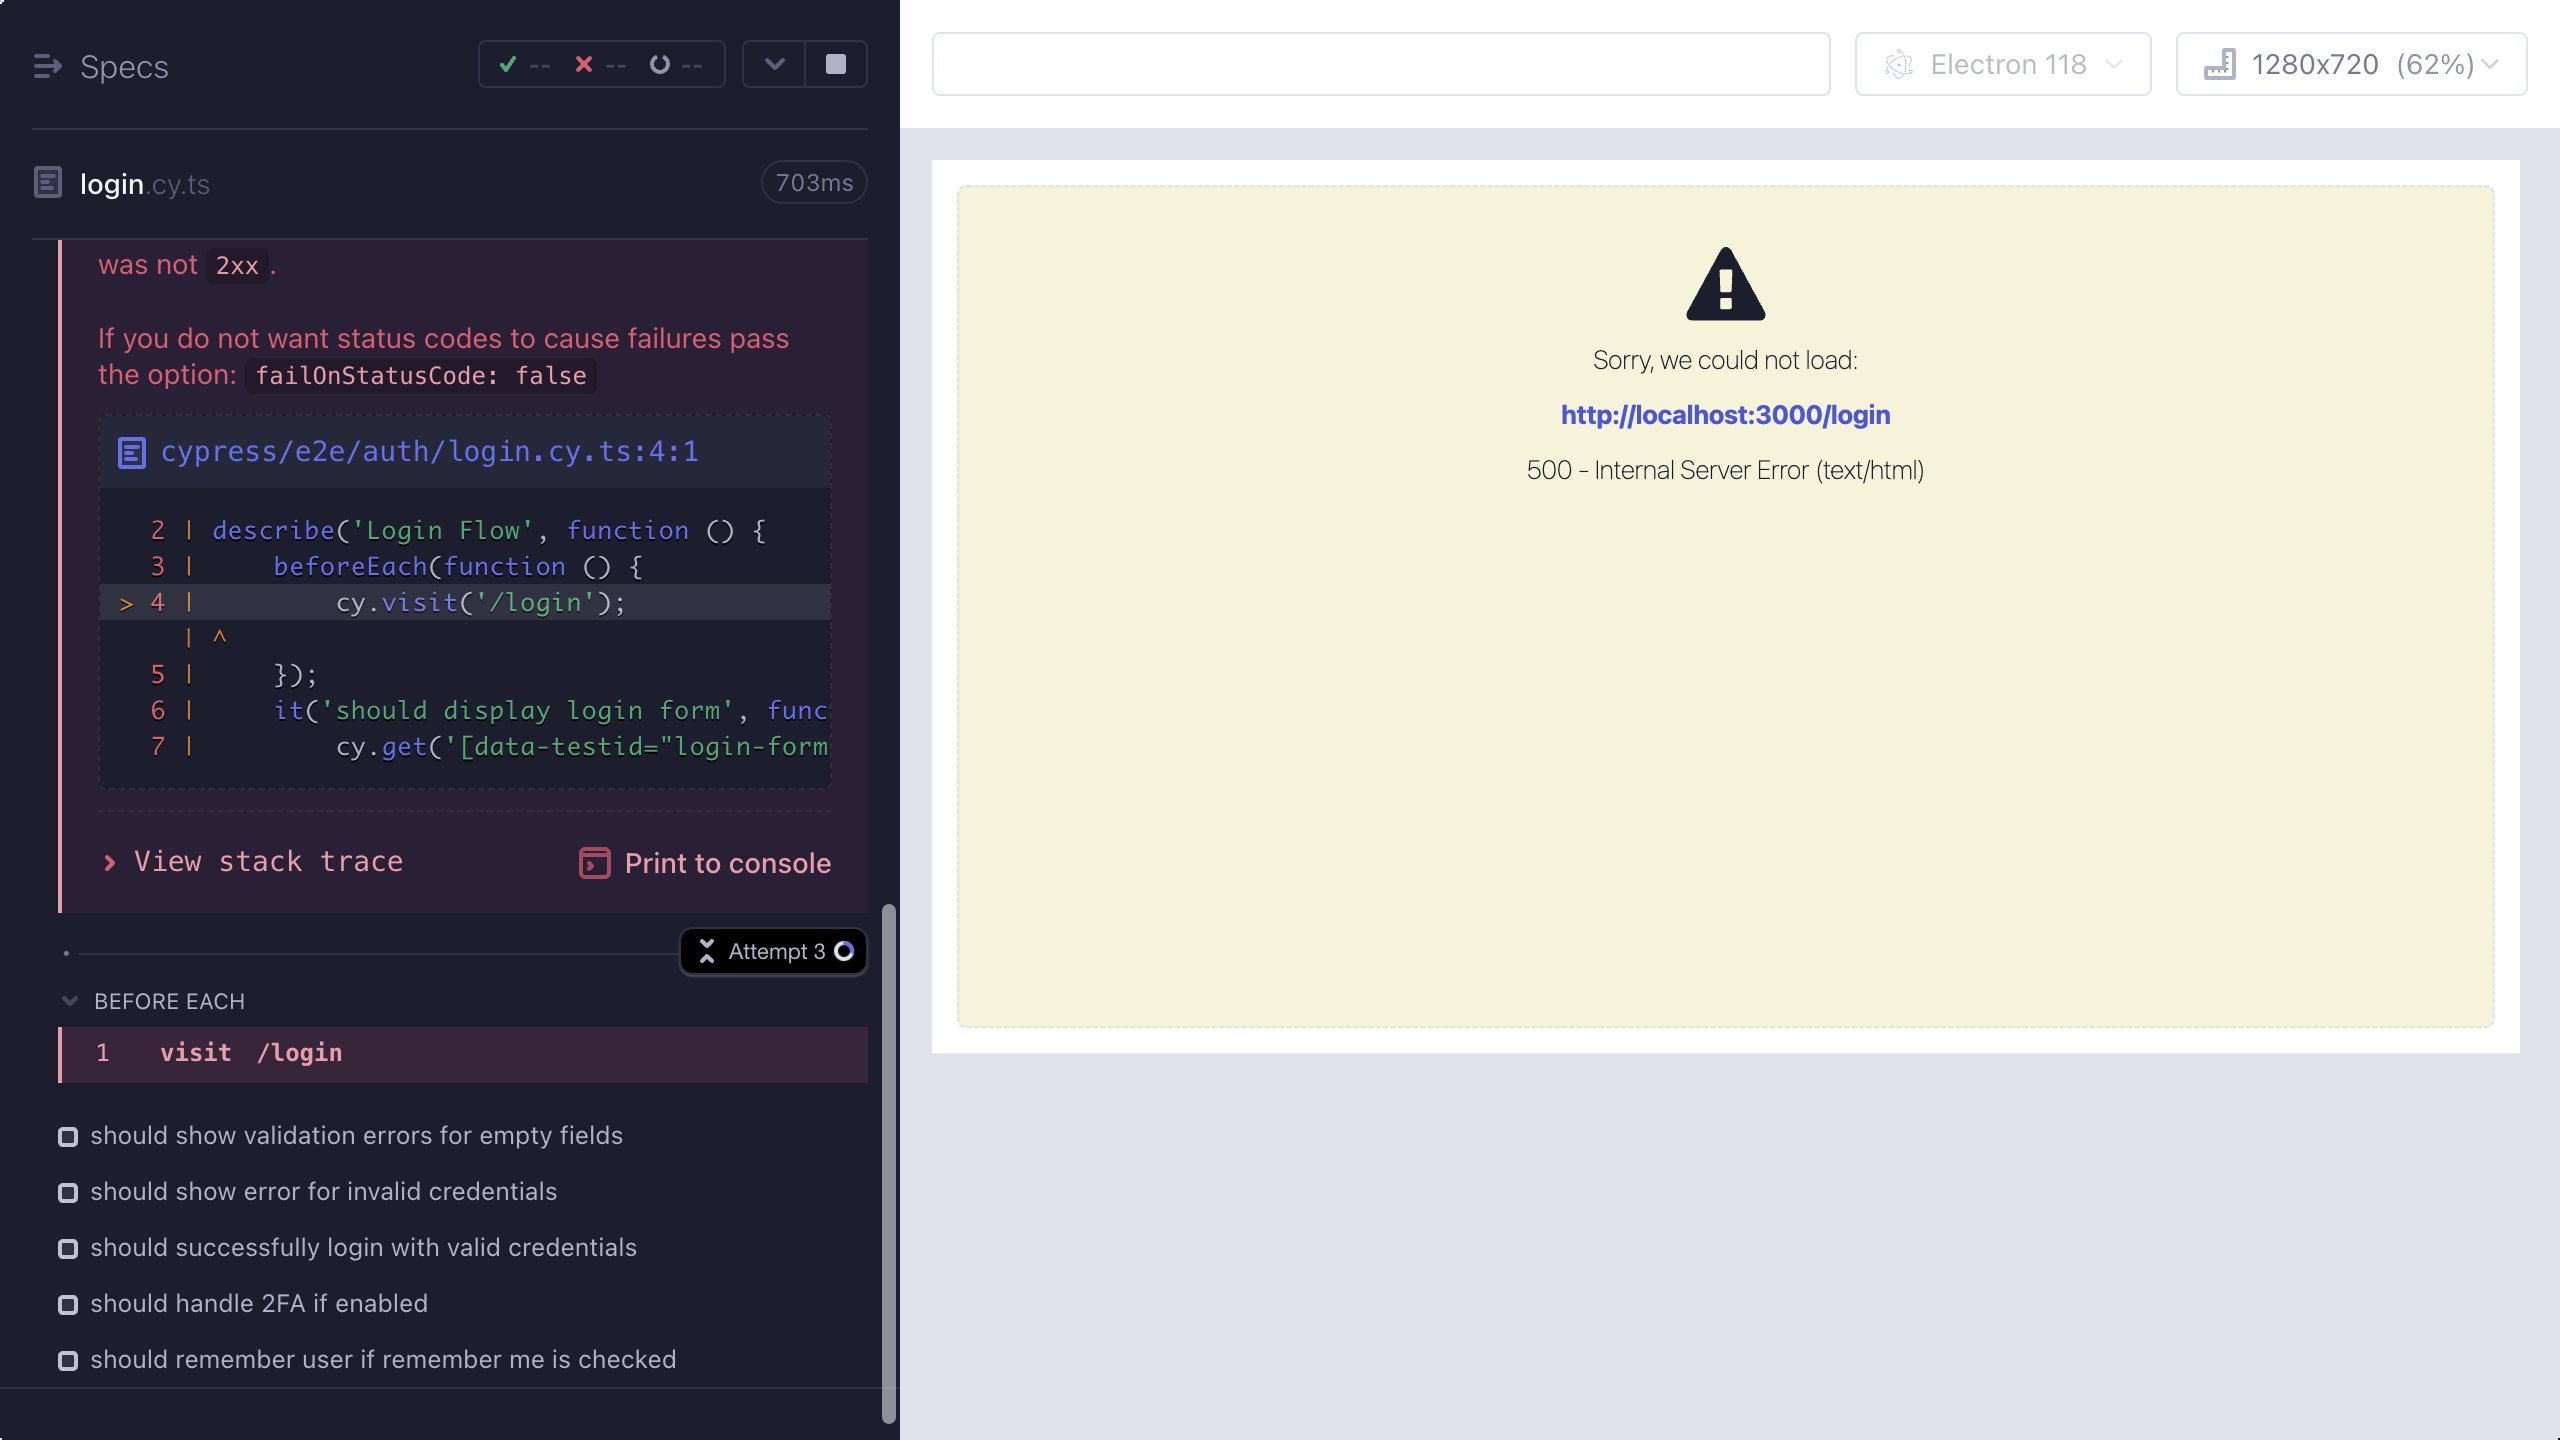 Specs
-- -- --
login.cy.ts
703ms
was not 2xx.
If you do not want status codes to cause failures pass
the option: failOnStatusCode: false
cypress/e2e/auth/login.cy.ts:4:1
2 | describe('Login Flow', function () {
3 | beforeEach(function () {
> 4 | cy.visit('/login');
| ^
5 | });
6 | it('should display login form', func
7 | cy.get('[data-testid="login-form
View stack trace
Print to console
Attempt 3
BEFORE EACH
1 visit /login
should show validation errors for empty fields
should show error for invalid credentials
should successfully login with valid credentials
should handle 2FA if enabled
should remember user if remember me is checked
Electron 118
1280x720 (62%)
Sorry, we could not load:
http://localhost:3000/login
500 - Internal Server Error (text/html)